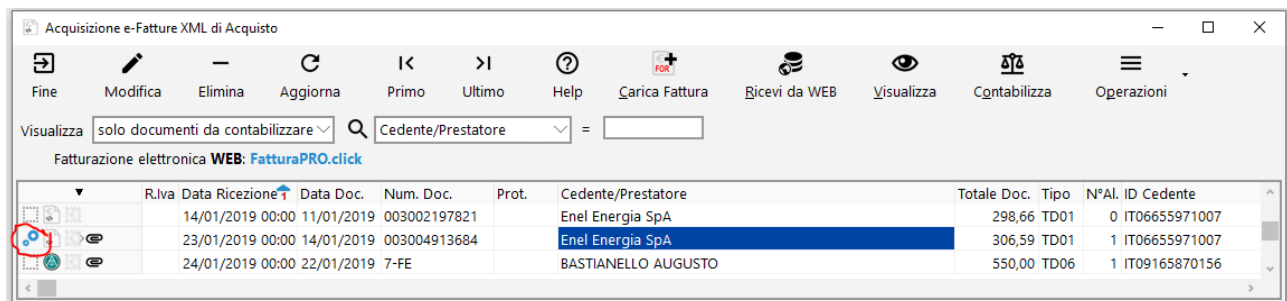 Acquisizione e-Fatture XML di Acquisto
Fine Modifica Elimina Aggiorna Primo Ultimo Help Carica Fattura Ricevi da WEB Visualizza Contabilizza Operazioni
Visualizza solo documenti da contabilizzare Cedente/Prestatore =
Fatturazione elettronica WEB: FatturaPRO.click
R.Iva Data Ricezione 1 Data Doc. Num. Doc. Prot. Cedente/Prestatore Totale Doc. Tipo N°Al. ID Cedente
14/01/2019 00:00 11/01/2019 003002197821 Enel Energia SpA 298,66 TD01 0 IT06655971007
23/01/2019 00:00 14/01/2019 003004913684 Enel Energia SpA 306,59 TD01 1 IT06655971007
24/01/2019 00:00 22/01/2019 7-FE BASTIANELLO AUGUSTO 550,00 TD06 1 IT09165870156